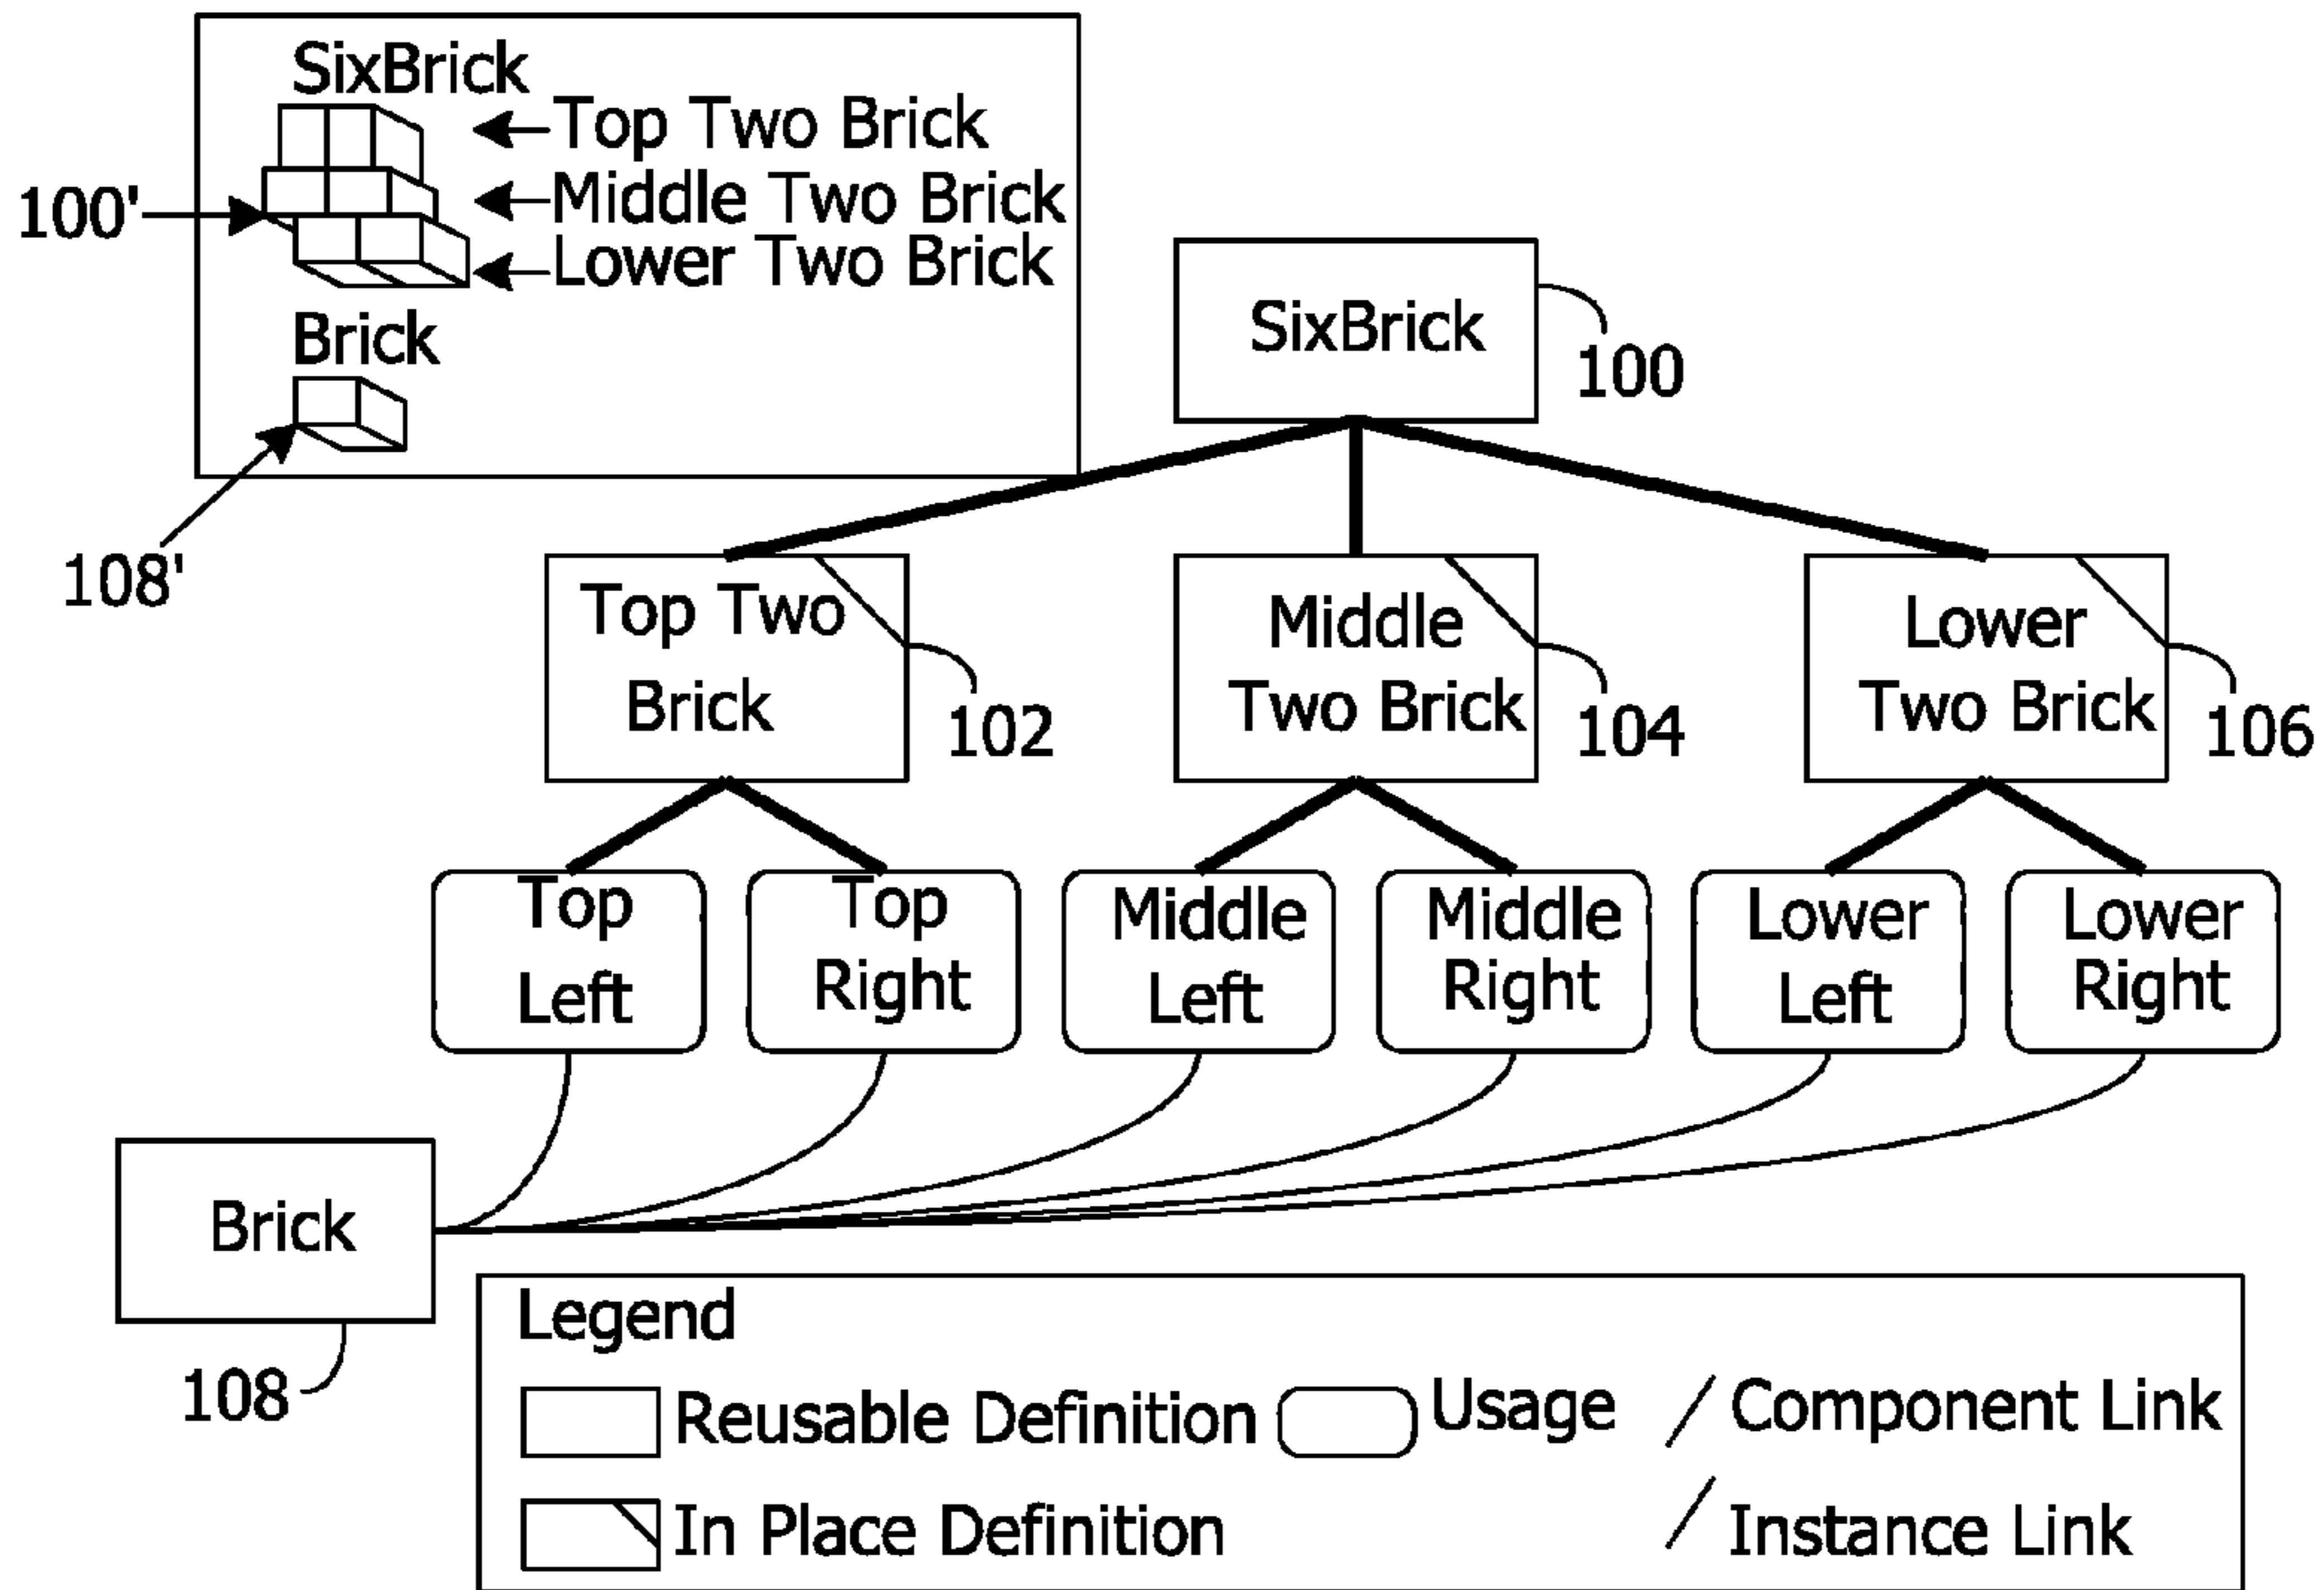 SixBrick
Top Two Brick
Middle Two Brick
Lower Two Brick
100'
Brick
108'
SixBrick
100
Top Two
Brick
102
Middle
Two Brick
104
Lower
Two Brick
106
Top
Left
Top
Right
Middle
Left
Middle
Right
Lower
Left
Lower
Right
Brick
108
Legend
Reusable Definition
Usage
Component Link
In Place Definition
Instance Link